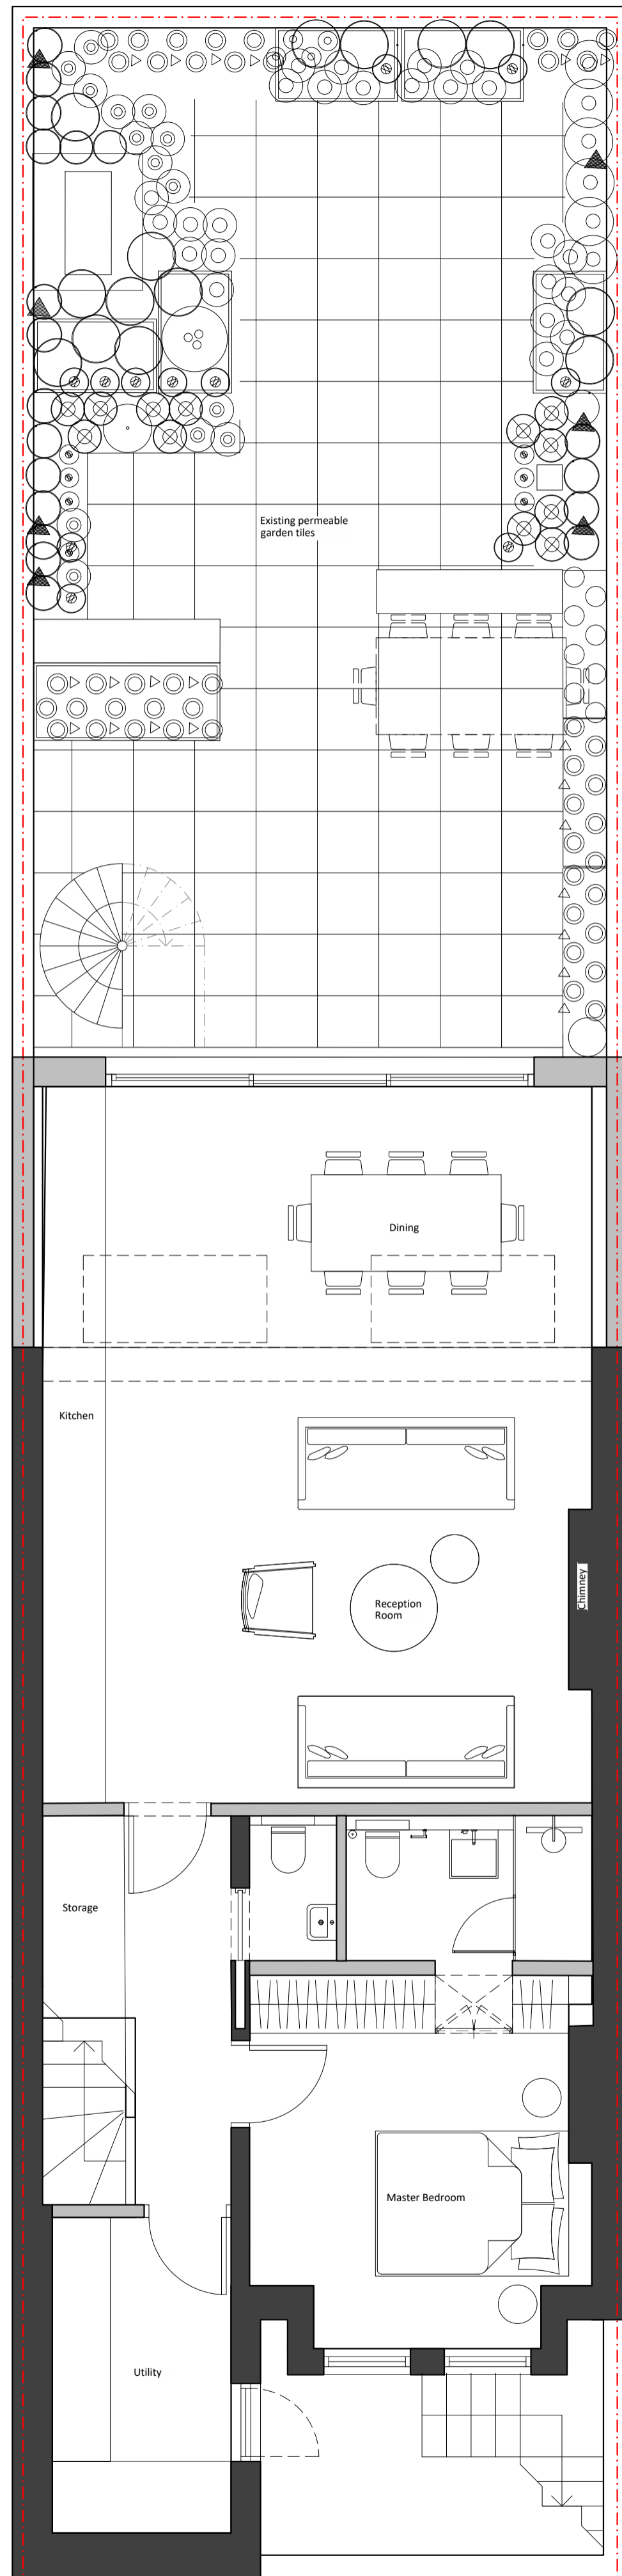 Existing permeable
garden tiles
Dining
Kitchen
Chimney
Reception
Room
Storage
Master Bedroom
Utility